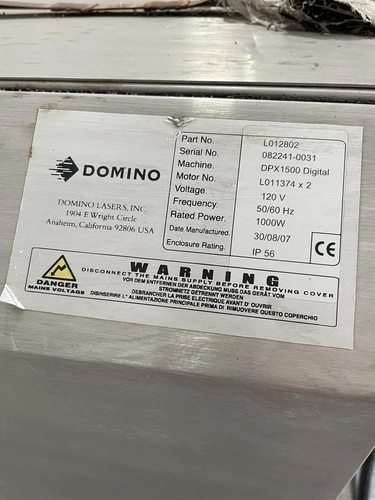 DOMINO
DOMINO LASERS, INC.
1904 E Wright Circle
Anaheim, California 92806 USA
Part No. L012802
Serial No. 082241-0031
Machine. DPX1500 Digital
Motor No. L011374 x 2
Voltage. 120 V
Frequency. 50/60 Hz
Rated Power. 1000W
Date Manufactured 30/08/07
Enclosure Rating. IP 56
CE
DANGER
MAINS VOLTAGE
WARNING
DISCONNECT THE MAINS SUPPLY BEFORE REMOVING COVER
VOR DEM ENTFERNEN DER ABDECKUNG MUSS DAS GERÄT VOM
STROMNETZ GETRENNT WERDEN
DEBRANCHER LA PRISE ELECTRIQUE AVANT D' OUVRIR
DISINSERIRE L' ALIMENTAZIONE PRINCIPALE PRIMA DI RIMUOVERE QUESTO COPERCHIO